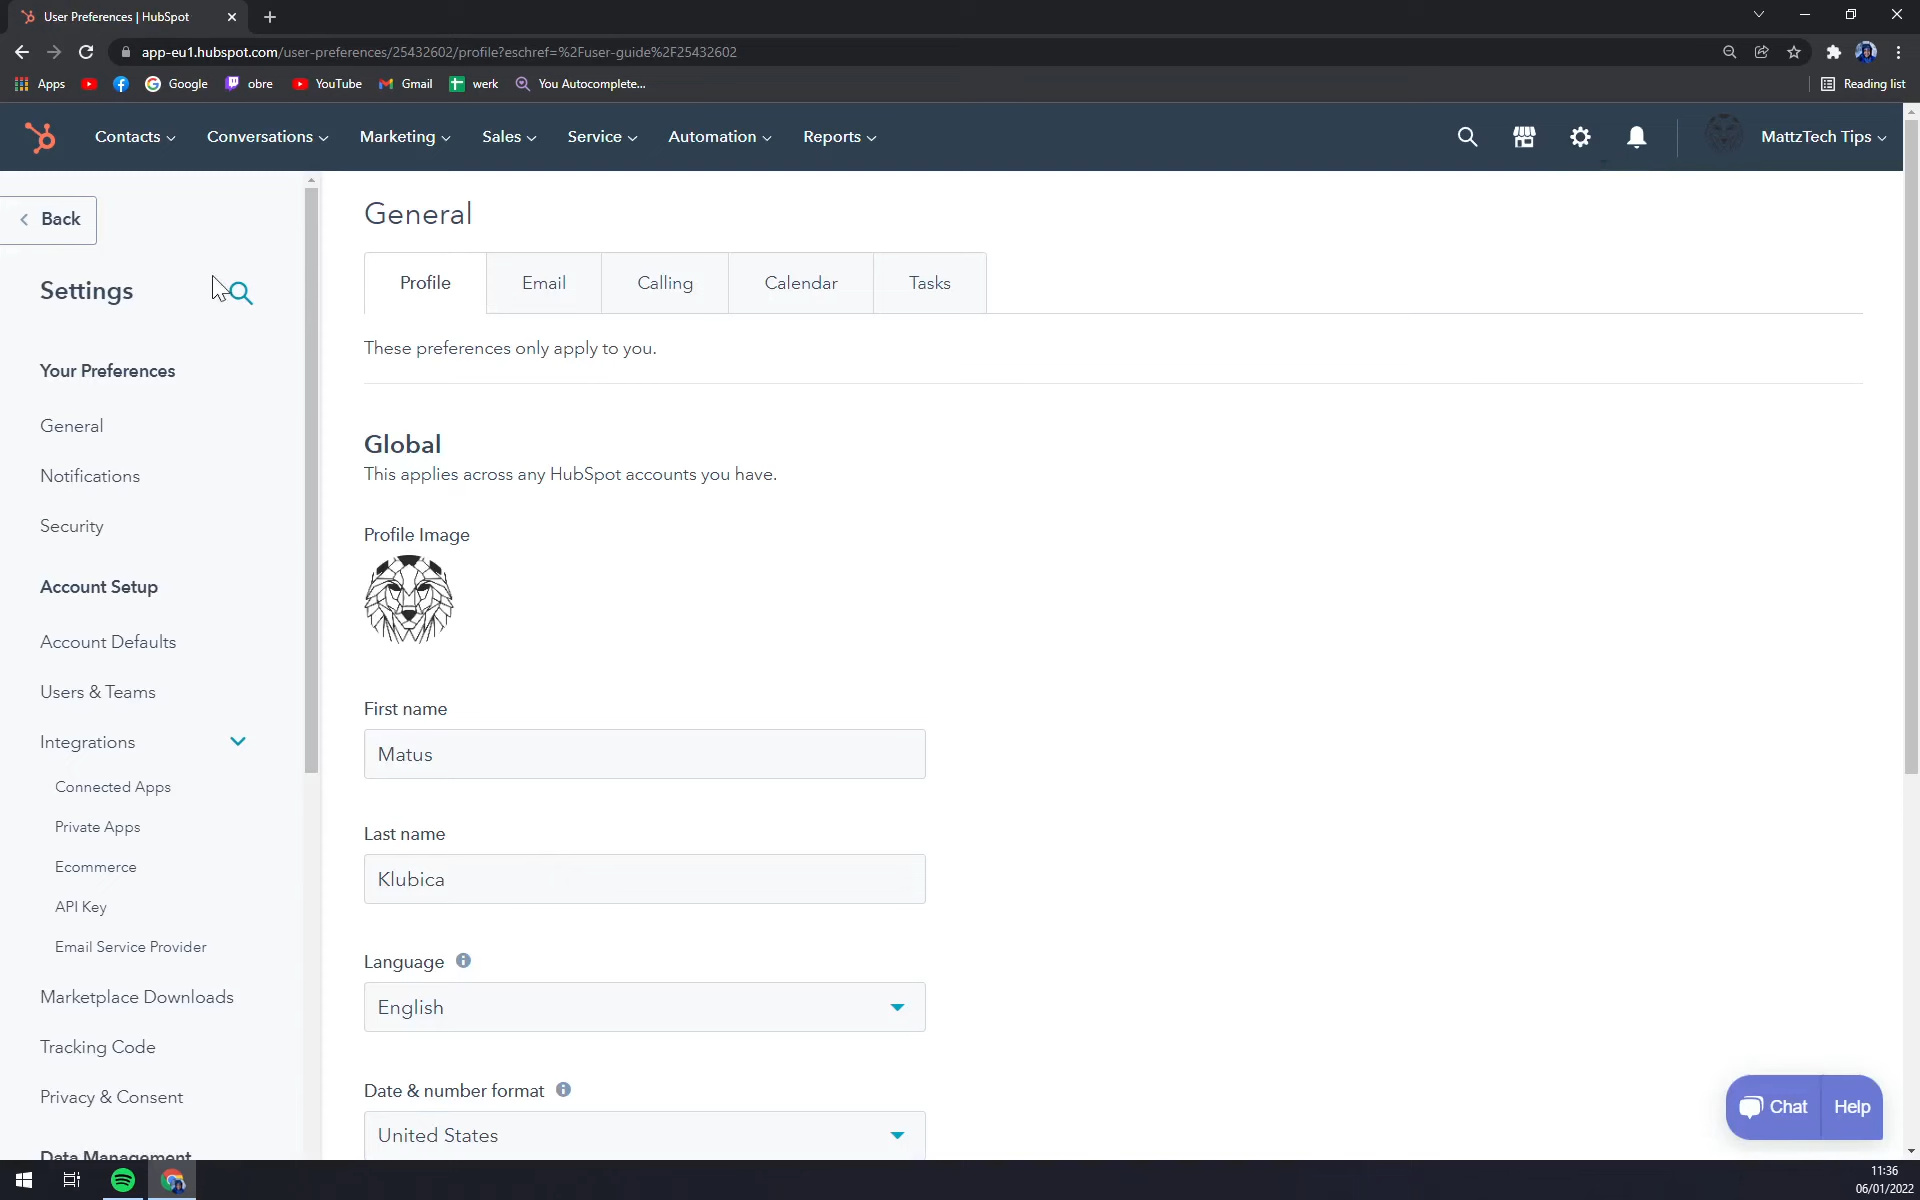 User Preferences | HubSpot
app-eu1.hubspot.com/user-preferences/25432602/profile?eschref=%2Fuser-guide%2F25432602
Apps Google obre YouTube Gmail werk You Autocomplete... Reading list
Contacts Conversations Marketing Sales Service Automation Reports MattzTech Tips
Back
Settings
Your Preferences
General
Notifications
Security
Account Setup
Account Defaults
Users & Teams
Integrations
Connected Apps
Private Apps
Ecommerce
API Key
Email Service Provider
Marketplace Downloads
Tracking Code
Privacy & Consent
Data Management
General
Profile Email Calling Calendar Tasks
These preferences only apply to you.
Global
This applies across any HubSpot accounts you have.
Profile Image
First name
Matus
Last name
Klubica
Language
English
Date & number format
United States
Chat Help
11:36
06/01/2022